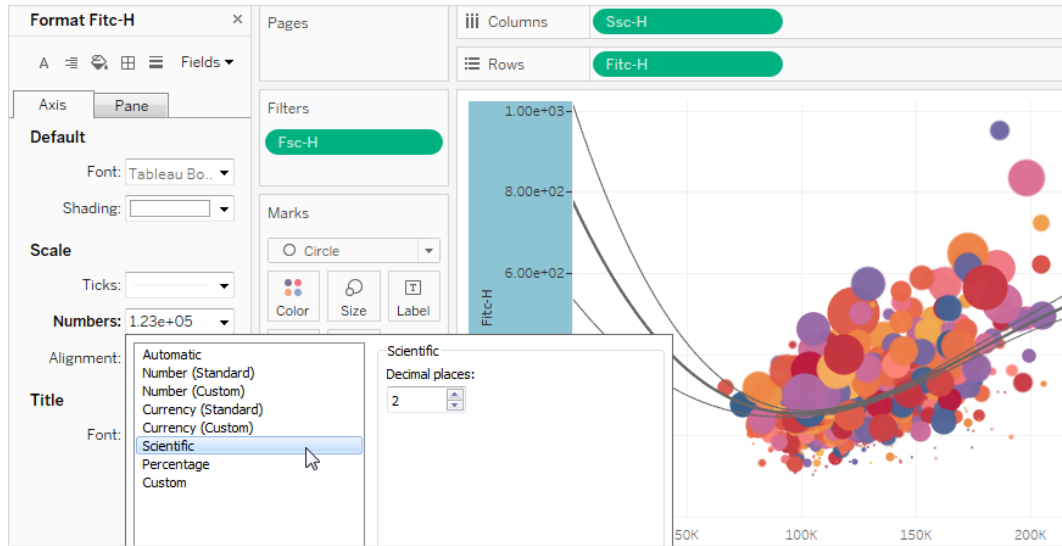 Format Fitc-H ×
A Fields
Axis Pane
Default
Font: Tableau Bo..
Shading:
Scale
Ticks:
Numbers: 1.23e+05
Alignment:
Title
Font:
Automatic
Number (Standard)
Number (Custom)
Currency (Standard)
Currency (Custom)
Scientific
Percentage
Custom
Scientific
Decimal places:
2
Pages
Filters
Fsc-H
Marks
Circle
Color Size Label
T
iii Columns Ssc-H
Rows Fitc-H
1.00e+03
8.00e+02
6.00e+02
Fitc-H
50K 100K 150K 200K